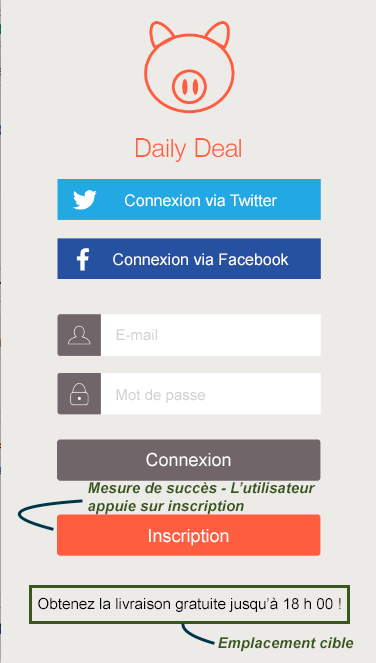 Daily Deal
Connexion via Twitter
Connexion via Facebook
E-mail
Mot de passe
Connexion
Mesure de succès - L'utilisateur
appuie sur inscription
Inscription
Obtenez la livraison gratuite jusqu'à 18 h 00 !
Emplacement cible